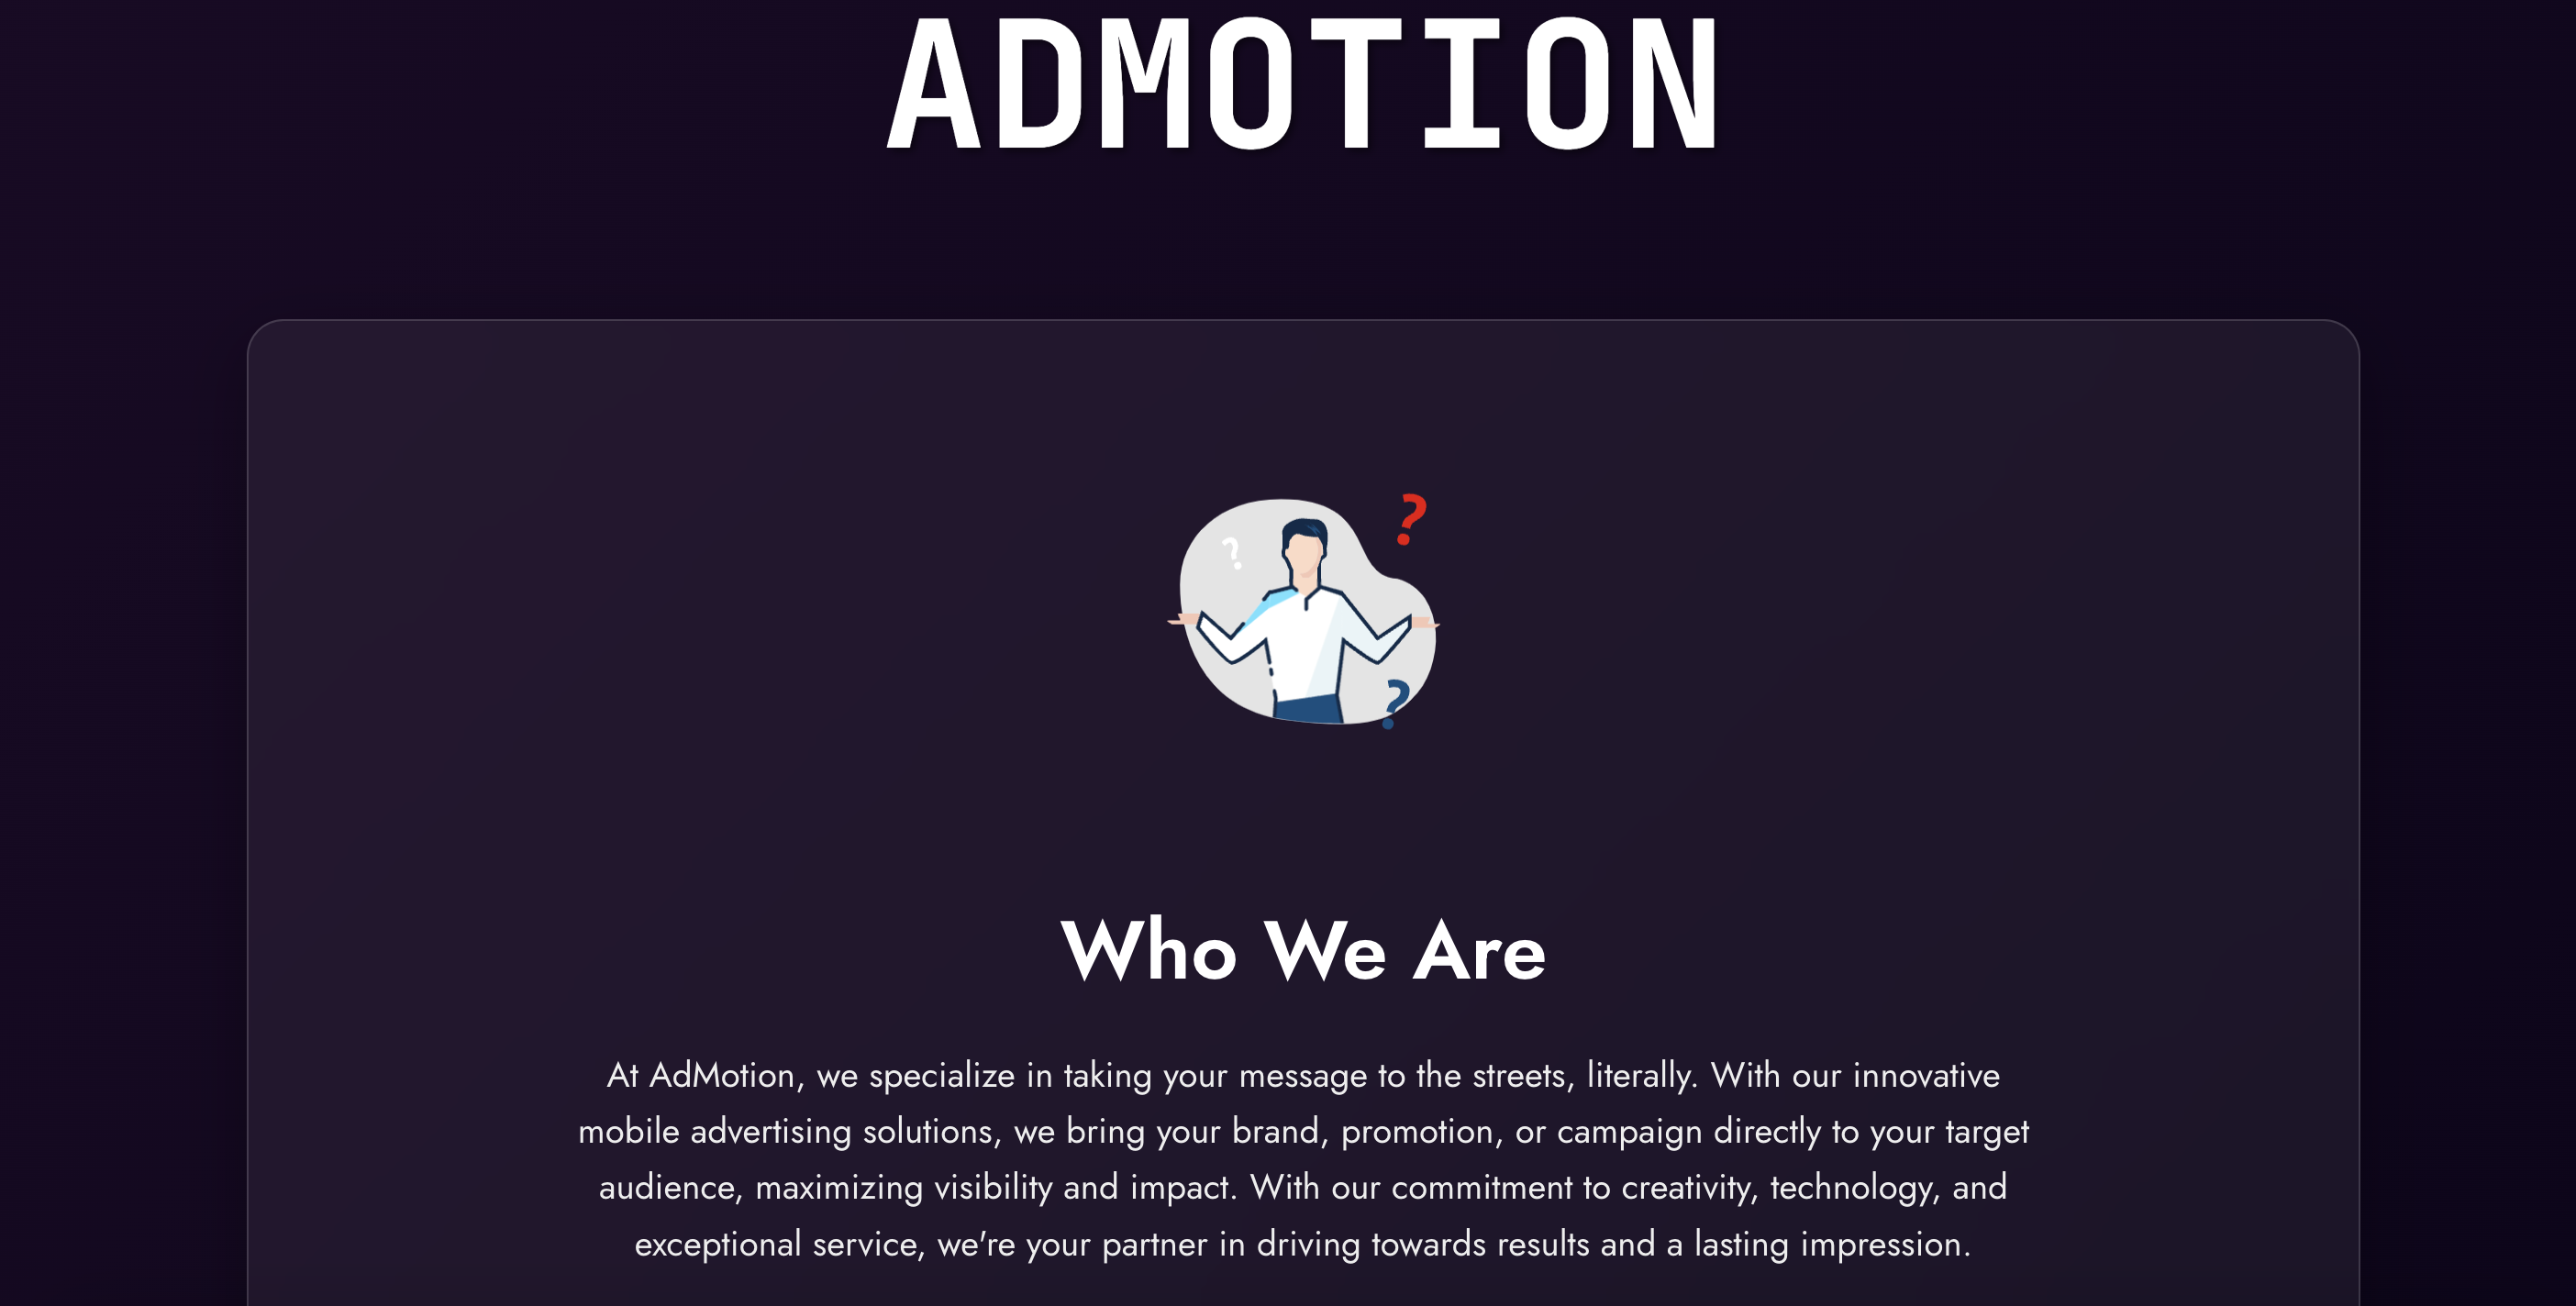 ADMOTION
?
?
?
Who We Are
At AdMotion, we specialize in taking your message to the streets, literally. With our innovative
mobile advertising solutions, we bring your brand, promotion, or campaign directly to your target
audience, maximizing visibility and impact. With our commitment to creativity, technology, and
exceptional service, we're your partner in driving towards results and a lasting impression.